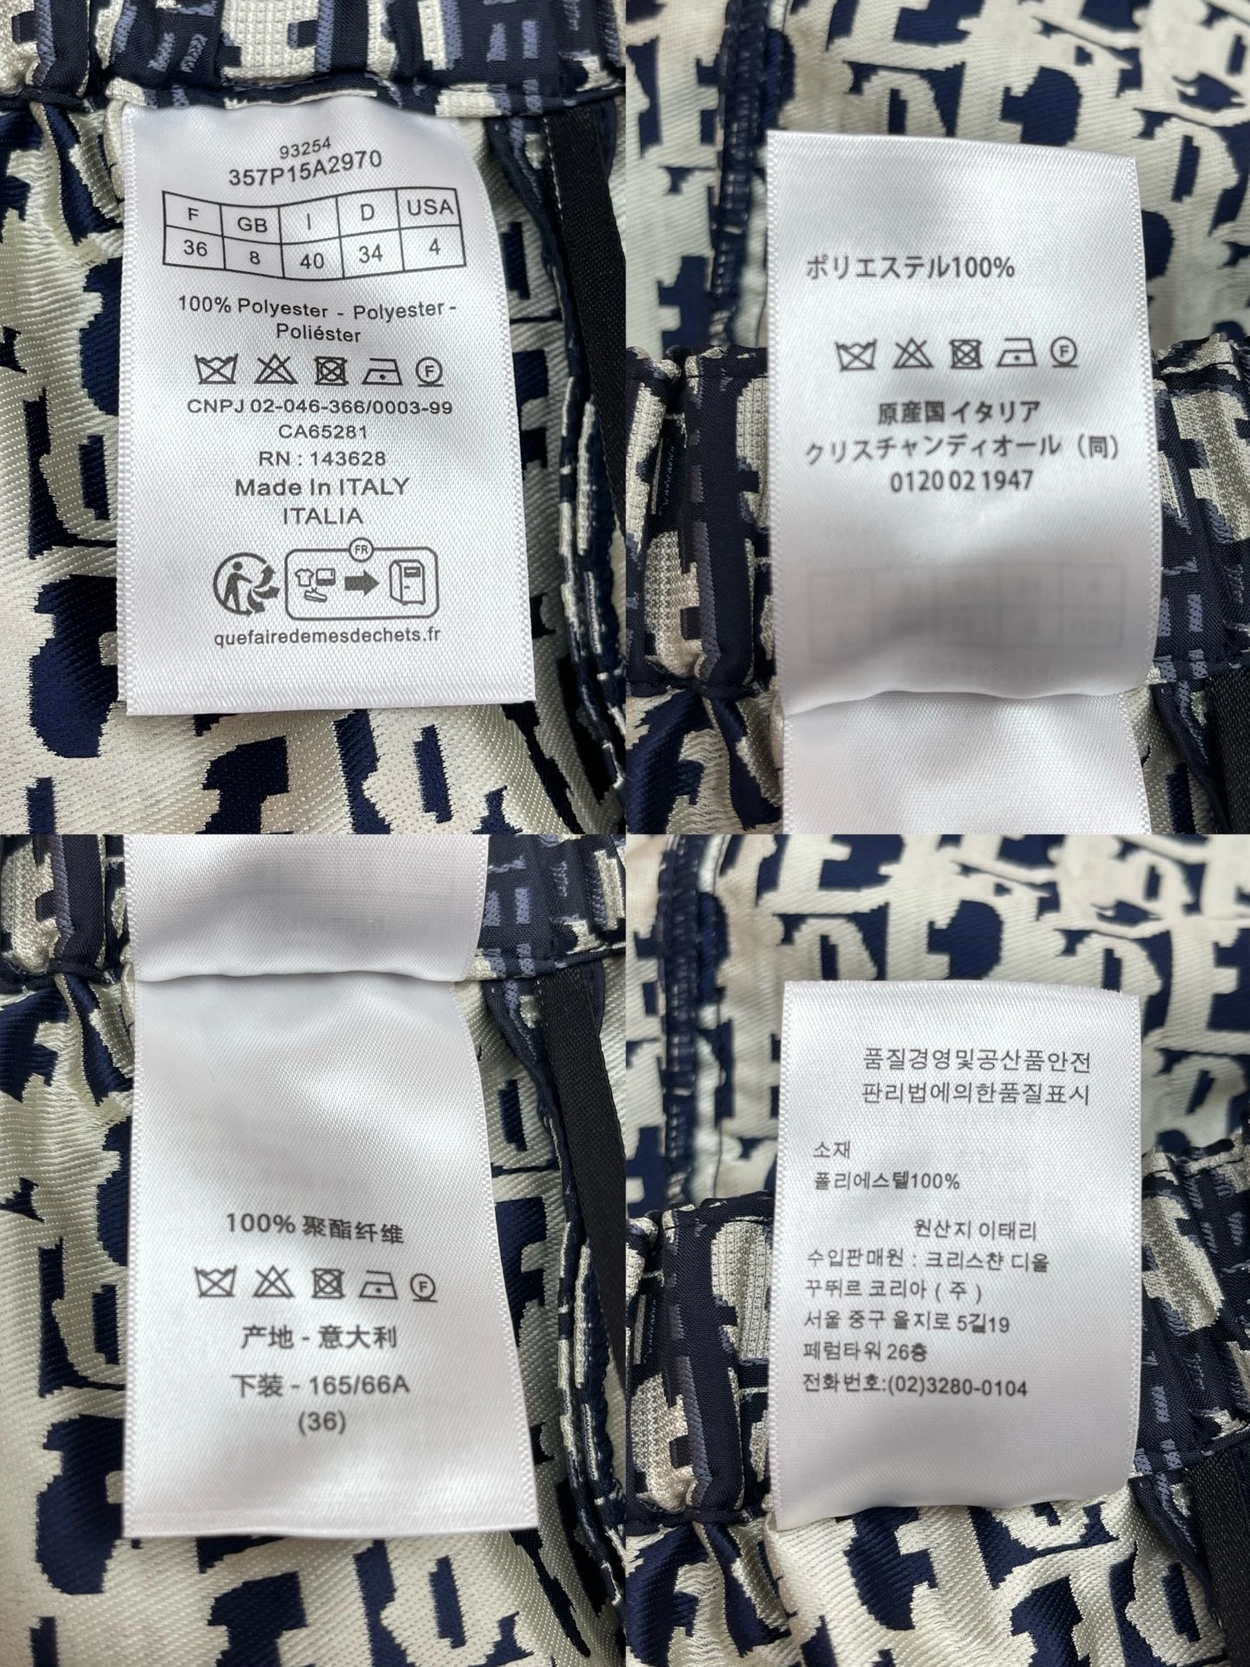 93254
357P15A2970
F GB I D USA
36 8 40 34 4
100% Polyester - Polyester -
Poliéster
F
CNPJ 02-046-366/0003-99
CA65281
RN : 143628
Made In ITALY
ITALIA
FR
quefairedemesdechets.fr
ポリエステル100%
F
原産国 イタリア
クリスチャンディオール（同）
0120 02 1947
100% 聚酯纤维
F
产地 - 意大利
下装 - 165/66A
(36)
품질경영및공산품안전
판리법에의한품질표시
소재
폴리에스텔100%
원산지 이태리
수입판매원 : 크리스챤 디올
꾸뛰르 코리아 ( 주 )
서울 중구 을지로 5길19
페럼타워 26층
전화번호:(02)3280-0104